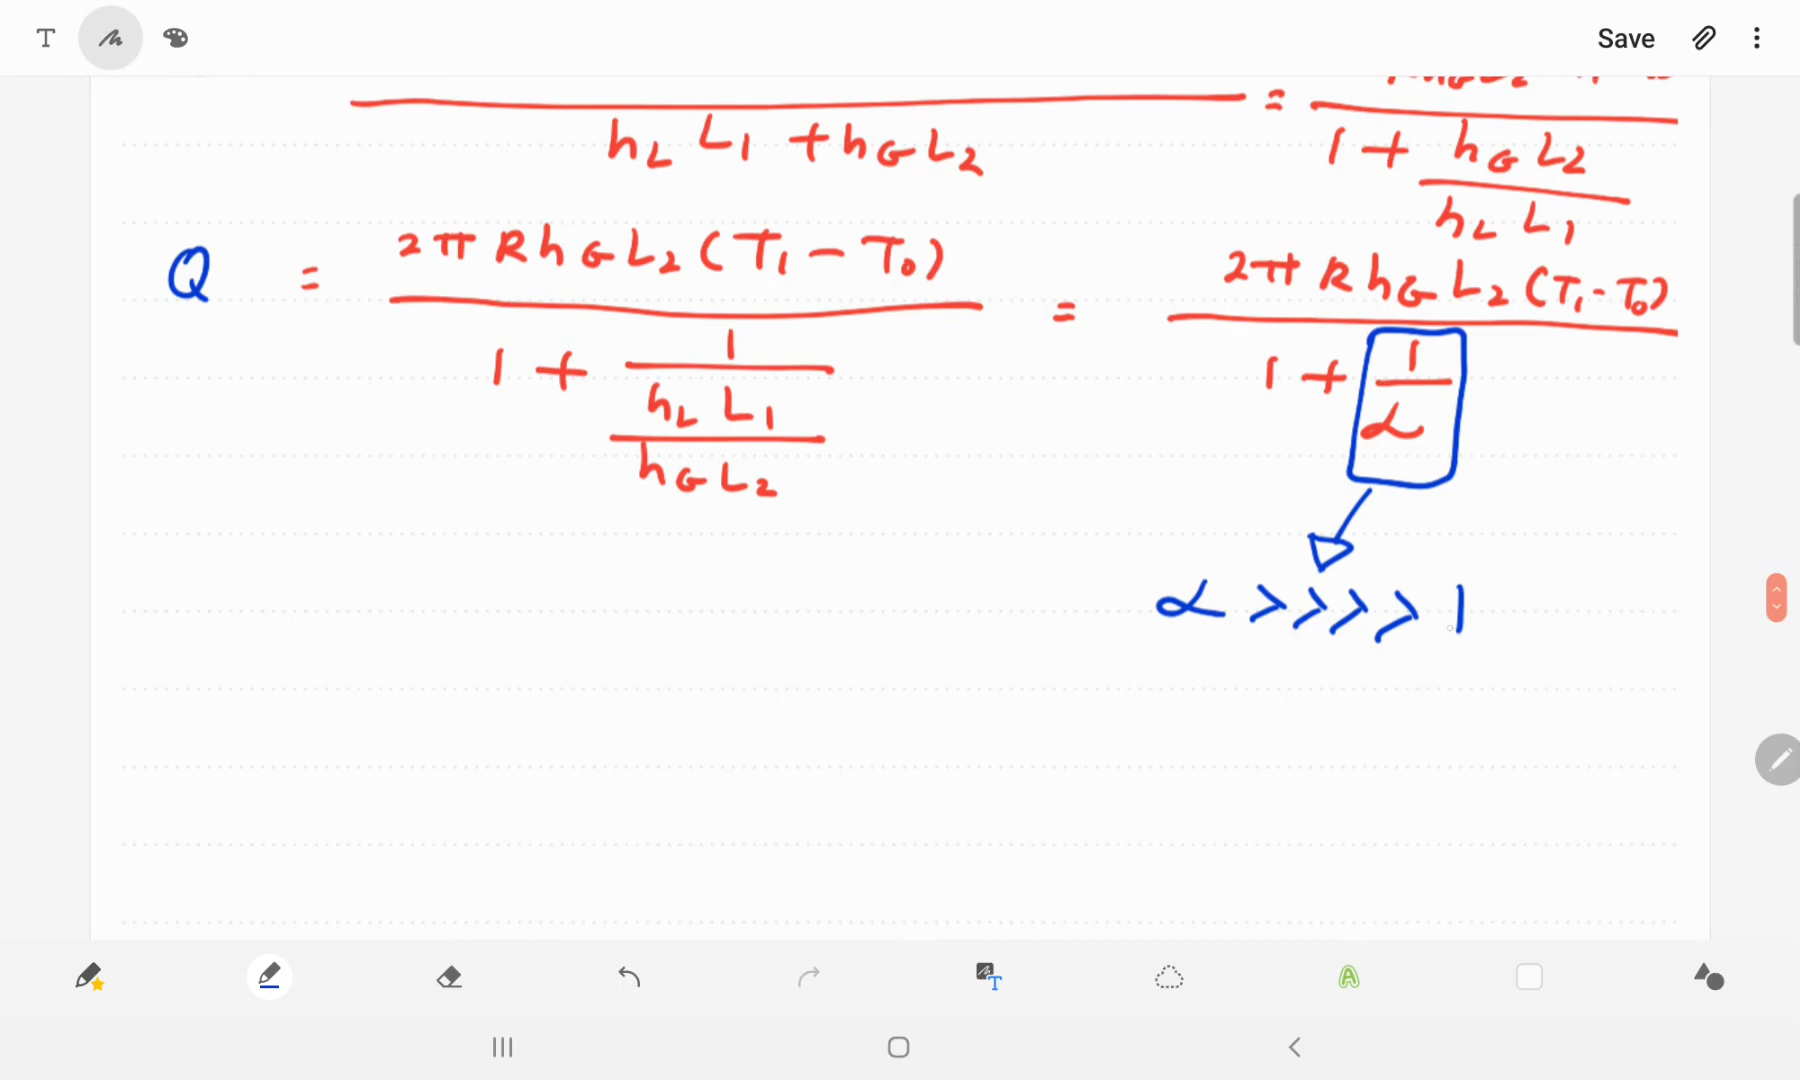 T Save
=
h_L L_1 + h_G L_2
1 + h_G L_2 / h_L L_1
Q = 2π R h_G L_2 (T_1 - T_0) / (1 + 1 / (h_L L_1 / h_G L_2)) = 2π R h_G L_2 (T_1 - T_0) / (1 + 1/α)
α >>>> 1